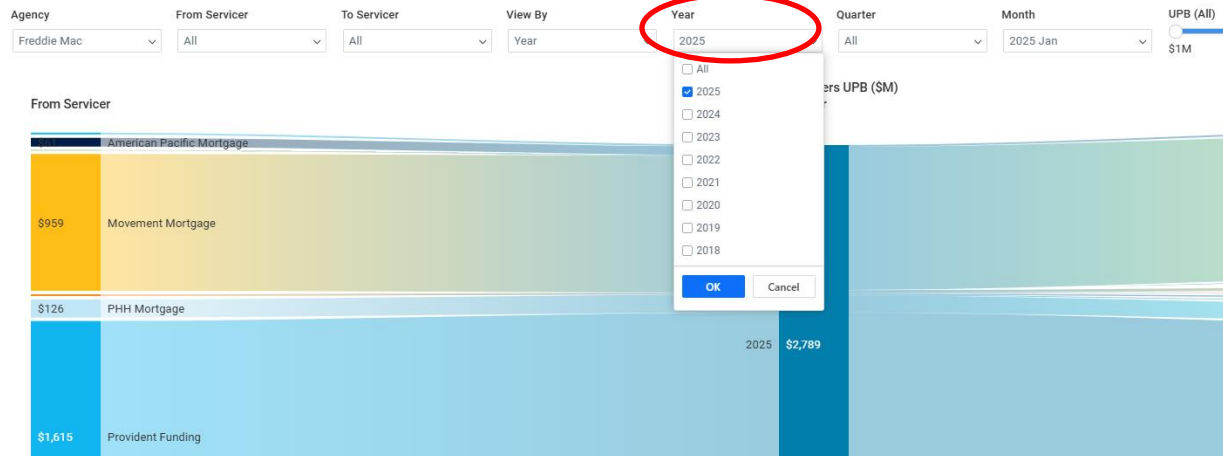 Agency
From Servicer
To Servicer
View By
Year
Quarter
Month
UPB (All)
Freddie Mac
All
All
Year
2025
All
2025 Jan
$1M
All
2025
2024
2023
2022
2021
2020
2019
2018
OK
Cancel
ers UPB ($M)
From Servicer
American Pacific Mortgage
$959
Movement Mortgage
$126
PHH Mortgage
2025
$2,789
$1,615
Provident Funding